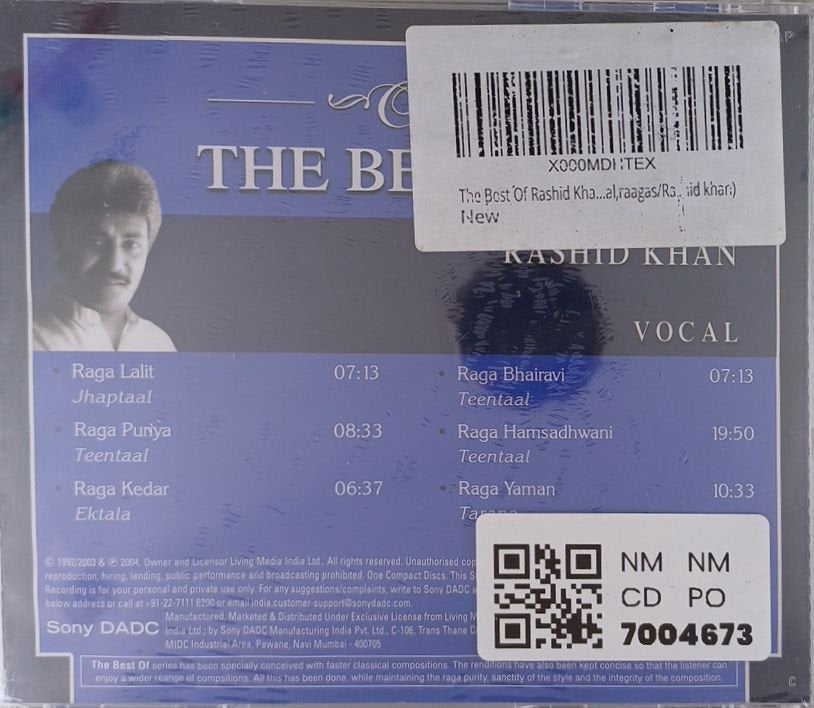 THE BE
X000MDI TEX
The Best Of Rashid Kha...al,raagas/Ra id khan)
New
RASHID KHAN
VOCAL
Raga Lalit 07:13
Jhaptaal
Raga Puriya 08:33
Teentaal
Raga Kedar 06:37
Ektala
Raga Bhairavi 07:13
Teentaal
Raga Hamsadhwani 19:50
Teentaal
Raga Yaman 10:33
Tarana
© 1992/2003 & ℗ 2004. Owner and Licensor Living Media India Ltd. All rights reserved. Unauthorised cop
reproduction, hiring, lending, public performance and broadcasting prohibited. One Compact Discs. This S
Recording is for your personal and private use only. For any suggestions/complaints, write to Sony DADC a
below address or call at +91-22-7111 6200 or email india.customer-support@sonydadc.com.
Sony DADC
Manufactured, Marketed & Distributed Under Exclusive License from Living M
India Ltd.; by Sony DADC Manufacturing India Pvt. Ltd., C-106, Trans Thane C
MIDC Industrial Area, Pawane, Navi Mumbai - 400705
NM NM
CD PO
7004673
The Best Of series has been specially conceived with faster classical compositions. The renditions have also been kept concise so that the listener can
enjoy a wider reange of compositions. All this has been done, while maintaining the raga purity, sanctity of the style and the integrity of the composition.